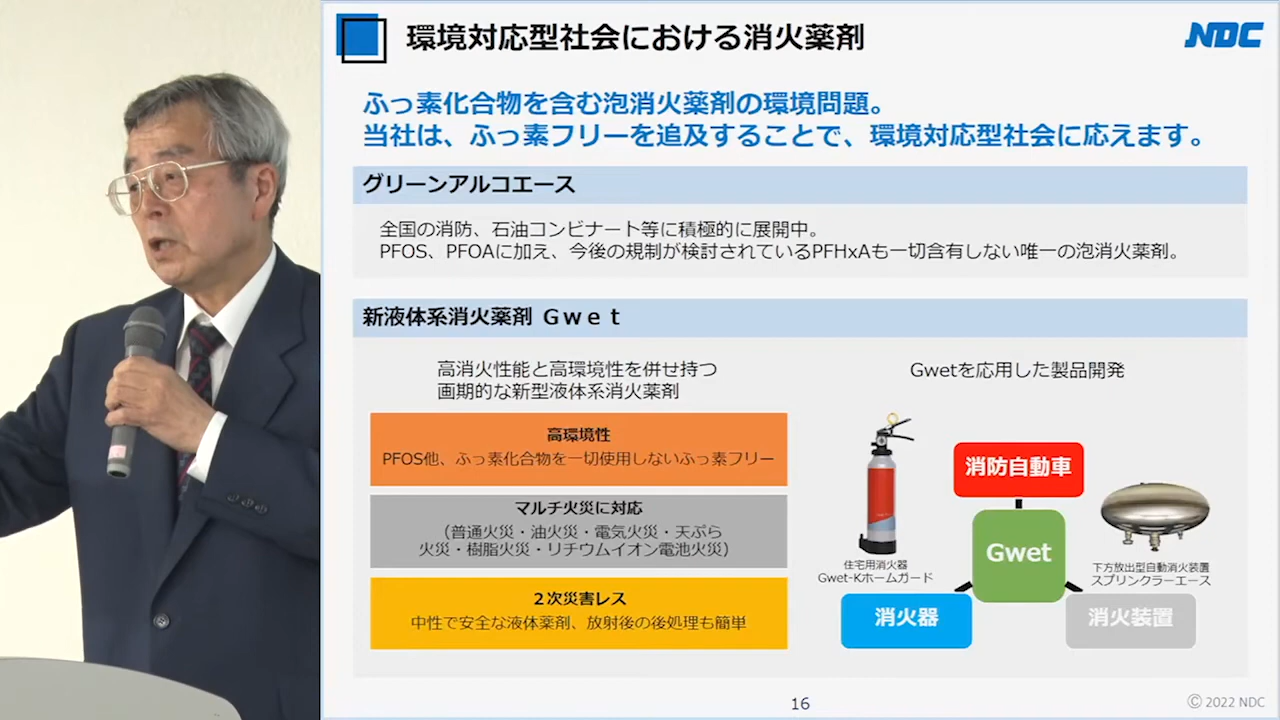 環境対応型社会における消火薬剤
NDC
ふっ素化合物を含む泡消火薬剤の環境問題。
当社は、ふっ素フリーを追及することで、環境対応型社会に応えます。
グリーンアルコエース
全国の消防、石油コンビナート等に積極的に展開中。
PFOS、PFOAに加え、今後の規制が検討されているPFHxAも一切含有しない唯一の泡消火薬剤。
新液体系消火薬剤 Ｇｗｅｔ
高消火性能と高環境性を併せ持つ
画期的な新型液体系消火薬剤
高環境性
PFOS他、ふっ素化合物を一切使用しないふっ素フリー
マルチ火災に対応
（普通火災・油火災・電気火災・天ぷら
火災・樹脂火災・リチウムイオン電池火災）
２次災害レス
中性で安全な液体薬剤、放射後の後処理も簡単
Gwetを応用した製品開発
消防自動車
Gwet
住宅用消火器
Gwet-Kホームガード
下方放出型自動消火装置
スプリンクラーエース
消火器
消火装置
16
Ⓒ 2022 NDC